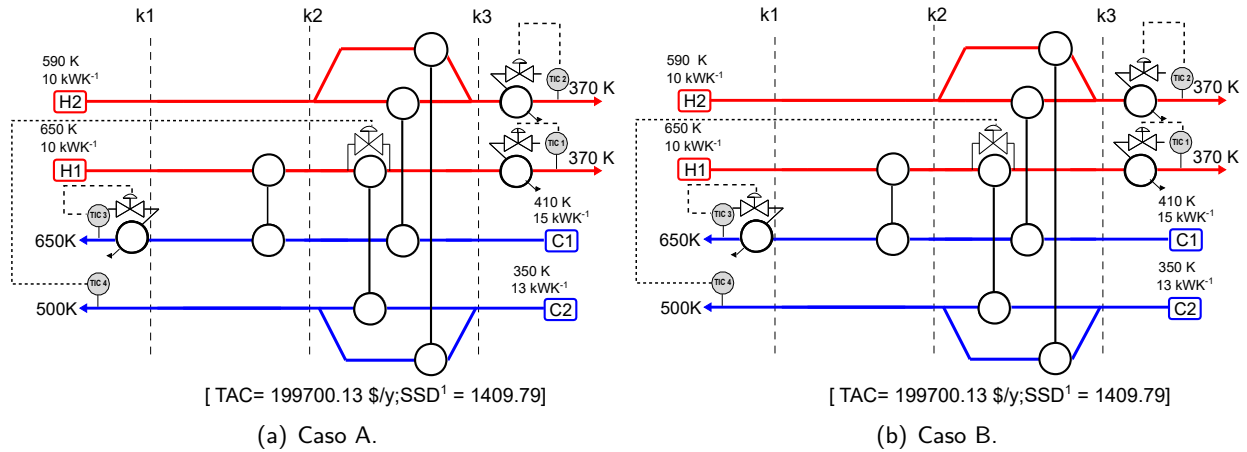 k1
k2
k3
590 K
10 kWK⁻¹
H2
TIC 2
370 K
650 K
10 kWK⁻¹
H1
TIC 1
370 K
410 K
15 kWK⁻¹
TIC 3
650K
C1
350 K
13 kWK⁻¹
TIC 4
500K
C2
[ TAC= 199700.13 $/y;SSD¹ = 1409.79]
(a) Caso A.
k1
k2
k3
590 K
10 kWK⁻¹
H2
TIC 2
370 K
650 K
10 kWK⁻¹
H1
TIC 1
370 K
410 K
15 kWK⁻¹
TIC 3
650K
C1
350 K
13 kWK⁻¹
TIC 4
500K
C2
[ TAC= 199700.13 $/y;SSD¹ = 1409.79]
(b) Caso B.